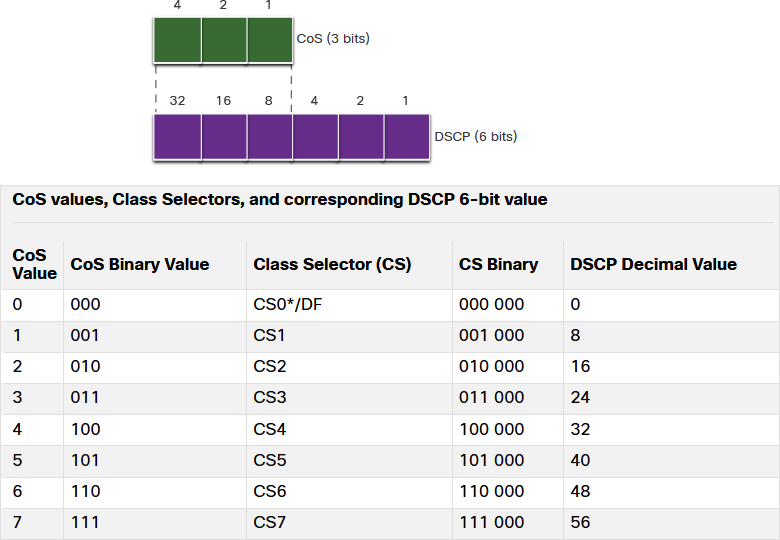 4 2 1
CoS (3 bits)
32 16 8 4 2 1
DSCP (6 bits)
CoS values, Class Selectors, and corresponding DSCP 6-bit value
CoS Value CoS Binary Value Class Selector (CS) CS Binary DSCP Decimal Value
0 000 CS0*/DF 000 000 0
1 001 CS1 001 000 8
2 010 CS2 010 000 16
3 011 CS3 011 000 24
4 100 CS4 100 000 32
5 101 CS5 101 000 40
6 110 CS6 110 000 48
7 111 CS7 111 000 56